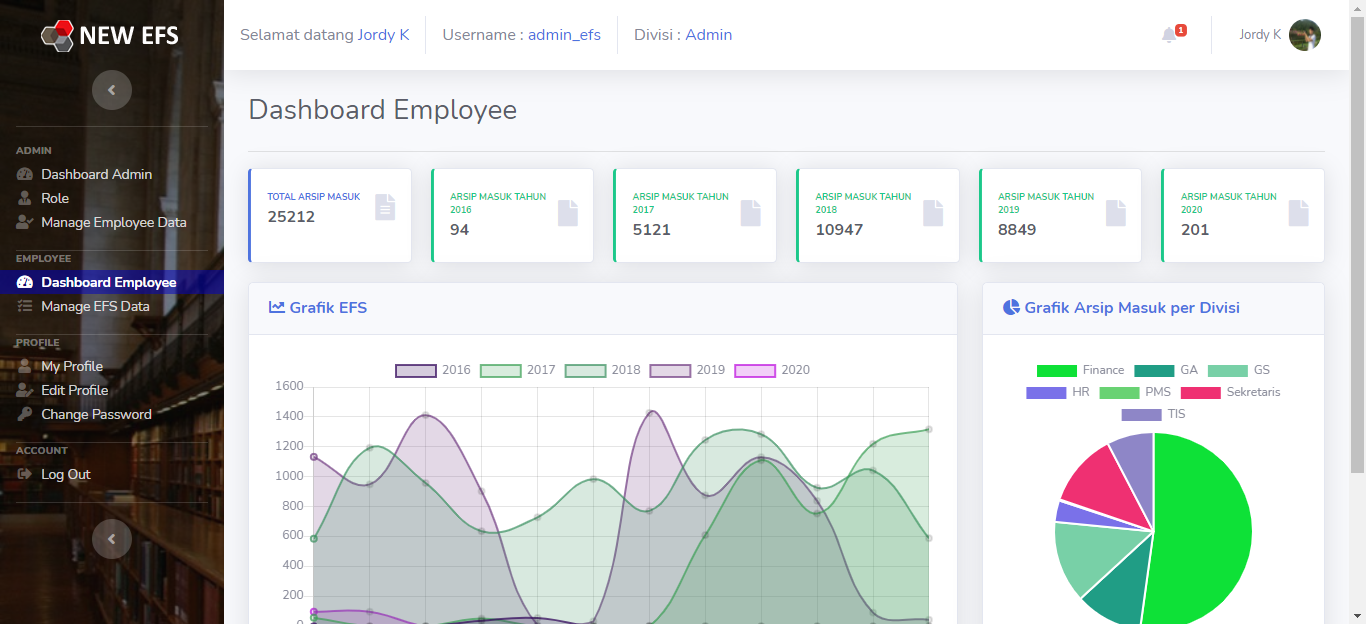 NEW EFS
Selamat datang Jordy K
Username : admin_efs
Divisi : Admin
1
Jordy K
ADMIN
Dashboard Admin
Role
Manage Employee Data
EMPLOYEE
Dashboard Employee
Manage EFS Data
PROFILE
My Profile
Edit Profile
Change Password
ACCOUNT
Log Out
Dashboard Employee
TOTAL ARSIP MASUK
25212
ARSIP MASUK TAHUN
2016
94
ARSIP MASUK TAHUN
2017
5121
ARSIP MASUK TAHUN
2018
10947
ARSIP MASUK TAHUN
2019
8849
ARSIP MASUK TAHUN
2020
201
Grafik EFS
2016 2017 2018 2019 2020
1600
1400
1200
1000
800
600
400
200
0
Grafik Arsip Masuk per Divisi
Finance GA GS
HR PMS Sekretaris
TIS